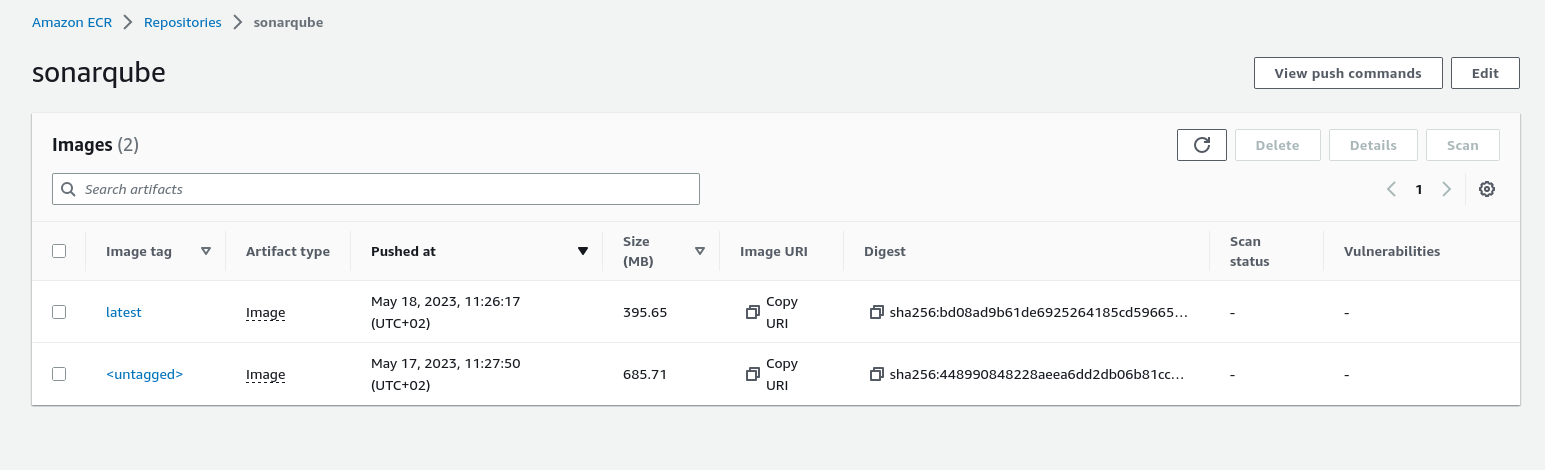 Amazon ECR > Repositories > sonarqube
sonarqube
View push commands
Edit
Images (2)
Delete
Details
Scan
Search artifacts
1
Image tag
Artifact type
Pushed at
Size (MB)
Image URI
Digest
Scan status
Vulnerabilities
latest
Image
May 18, 2023, 11:26:17 (UTC+02)
395.65
Copy URI
sha256:bd08ad9b61de6925264185cd59665...
-
-
<untagged>
Image
May 17, 2023, 11:27:50 (UTC+02)
685.71
Copy URI
sha256:448990848228aeea6dd2db06b81cc...
-
-